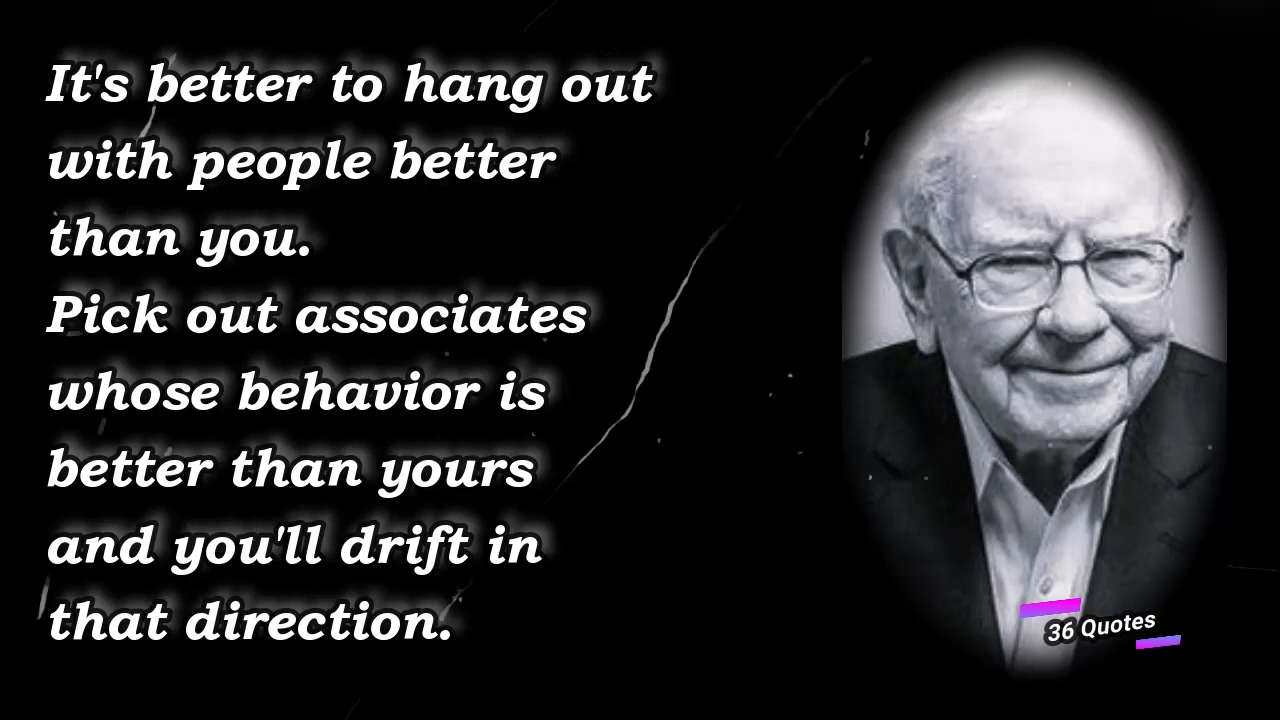 It's better to hang out
with people better
than you.
Pick out associates
whose behavior is
better than yours
and you'll drift in
that direction.
36 Quotes